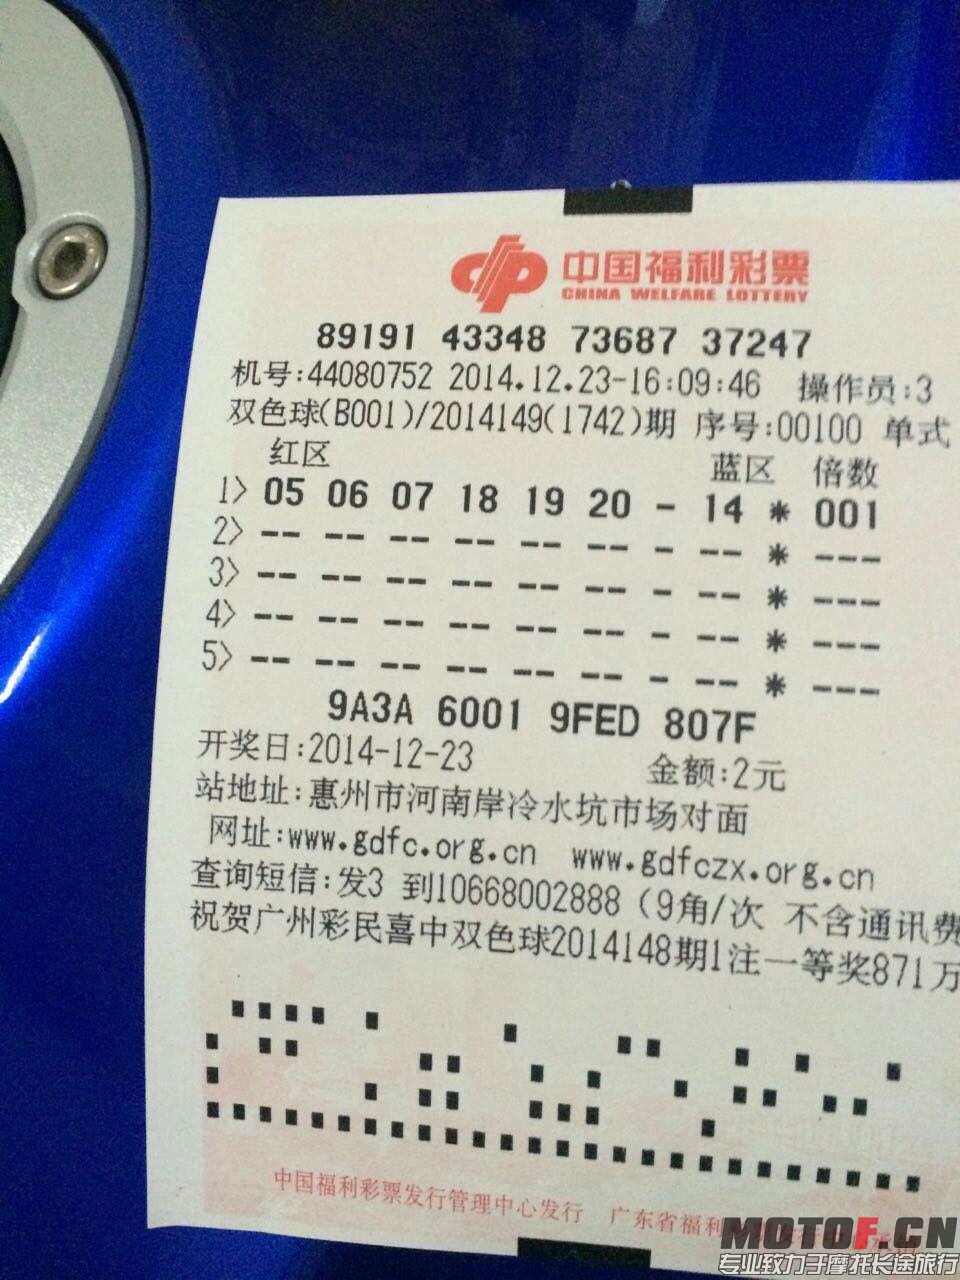 中国福利彩票
CHINA WELFARE LOTTERY
89191 43348 73687 37247
机号:44080752 2014.12.23-16:09:46 操作员:3
双色球(B001)/2014149(1742)期 序号:00100 单式
红区 蓝区 倍数
1> 05 06 07 18 19 20 - 14 * 001
2> -- -- -- -- -- -- - -- * ---
3> -- -- -- -- -- -- - -- * ---
4> -- -- -- -- -- -- - -- * ---
5> -- -- -- -- -- -- - -- * ---
9A3A 6001 9FED 807F
开奖日:2014-12-23 金额:2元
站地址:惠州市河南岸冷水坑市场对面
网址:www.gdfc.org.cn www.gdfczx.org.cn
查询短信:发3 到10668002888 (9角/次 不含通讯费
祝贺广州彩民喜中双色球2014148期1注一等奖871万
中国福利彩票发行管理中心发行 广东省福利
MOTOF.CN
专业致力于摩托长途旅行